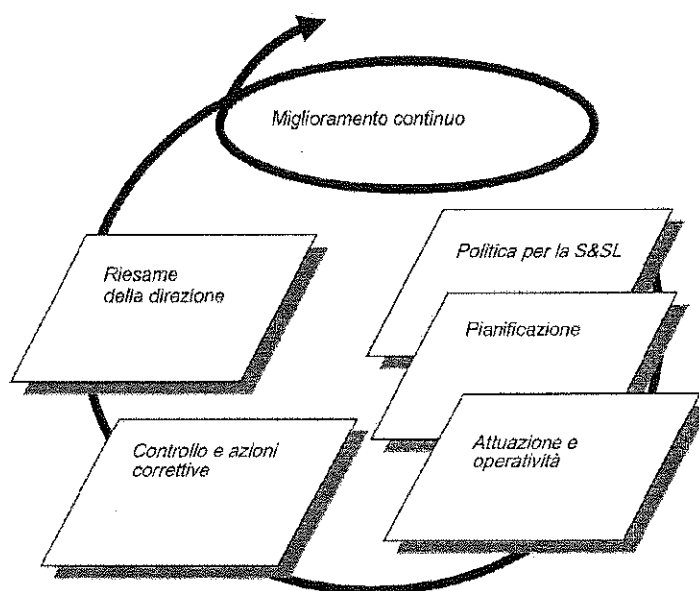 Miglioramento continuo
Politica per la S&SL
Pianificazione
Attuazione e
operatività
Controllo e azioni
correttive
Riesame
della direzione